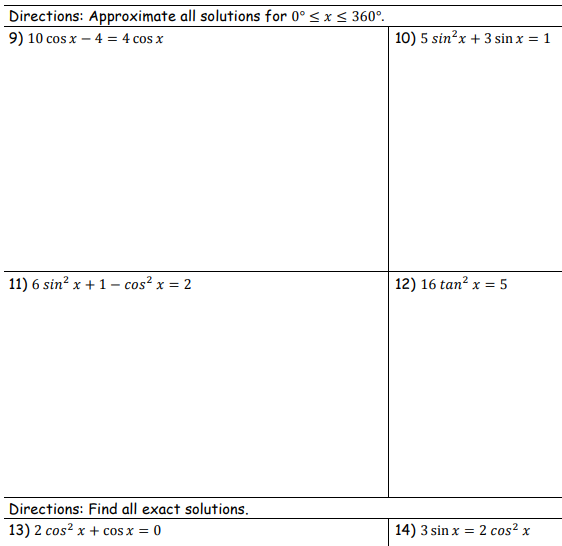 Directions: Approximate all solutions for 0° ≤ x ≤ 360°.
9) 10 cos x − 4 = 4 cos x
10) 5 sin²x + 3 sin x = 1
11) 6 sin² x + 1 − cos² x = 2
12) 16 tan² x = 5
Directions: Find all exact solutions.
13) 2 cos² x + cos x = 0
14) 3 sin x = 2 cos² x